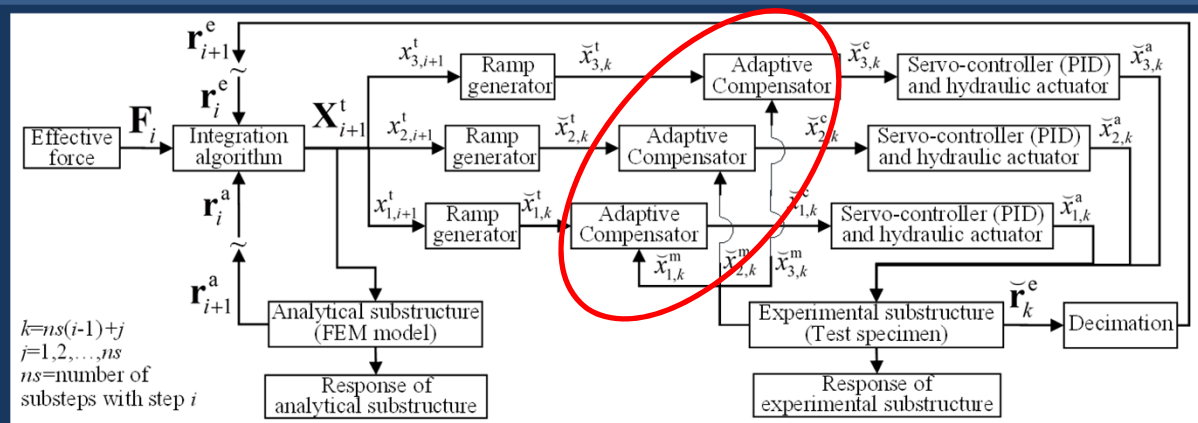 r^e_{i+1}
x^t_{3,i+1}
Ramp
generator
x̆^t_{3,k}
Adaptive
Compensator
x̆^c_{3,k}
Servo-controller (PID)
and hydraulic actuator
x̆^a_{3,k}
~
r^e_i
Effective
force
F_i
Integration
algorithm
X^t_{i+1}
x^t_{2,i+1}
Ramp
generator
x̆^t_{2,k}
Adaptive
Compensator
x̆^c_{2,k}
Servo-controller (PID)
and hydraulic actuator
x̆^a_{2,k}
r^a_i
~
x^t_{1,i+1}
Ramp
generator
x̆^t_{1,k}
Adaptive
Compensator
x̆^c_{1,k}
Servo-controller (PID)
and hydraulic actuator
x̆^a_{1,k}
x̆^m_{1,k}
x̆^m_{2,k}
x̆^m_{3,k}
r^a_{i+1}
Analytical substructure
(FEM model)
Experimental substructure
(Test specimen)
r̆^e_k
Decimation
k=ns(i-1)+j
j=1,2,…,ns
ns=number of
substeps with step i
Response of
analytical substructure
Response of
experimental substructure